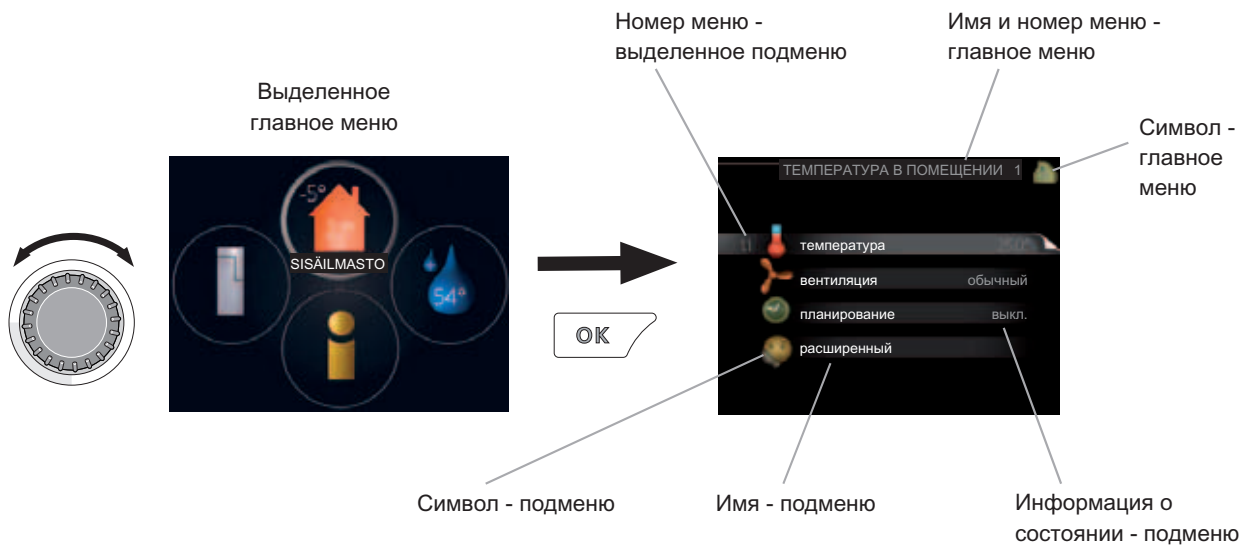 Номер меню -
выделенное подменю
Имя и номер меню -
главное меню
Выделенное
главное меню
Символ -
главное
меню
-5°
SISÄILMASTO
54°
OK
ТЕМПЕРАТУРА В ПОМЕЩЕНИИ 1
температура
вентиляция обычный
планирование выкл.
расширенный
Символ - подменю
Имя - подменю
Информация о
состоянии - подменю